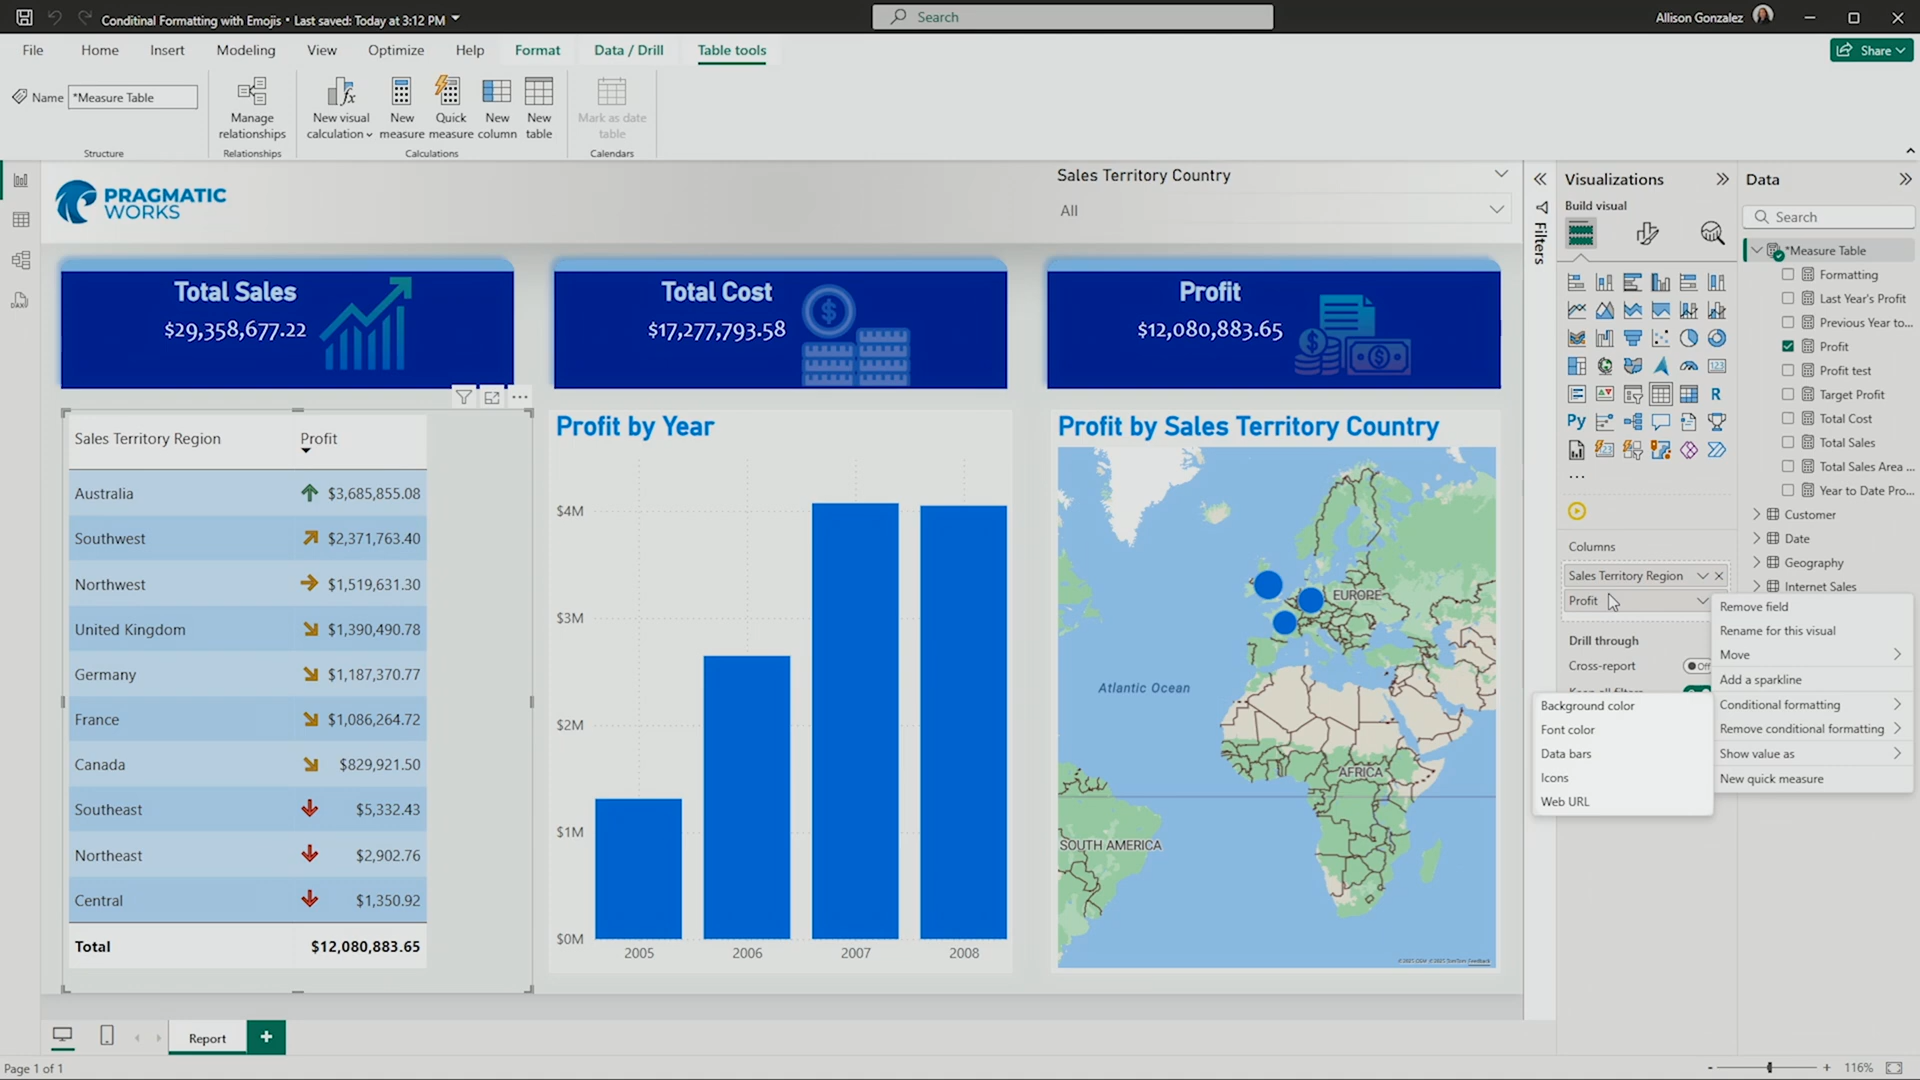 Conditinal Formatting with Emojis • Last saved: Today at 3:12 PM
Search
Allison Gonzalez
File
Home
Insert
Modeling
View
Optimize
Help
Format
Data / Drill
Table tools
Share
Name
*Measure Table
Manage
relationships
New visual
calculation
New
measure
Quick
measure
New
column
New
table
Mark as date
table
Structure
Relationships
Calculations
Calendars
PRAGMATIC
WORKS
Sales Territory Country
All
Total Sales
$29,358,677.22
Total Cost
$17,277,793.58
Profit
$12,080,883.65
Sales Territory Region Profit
Australia $3,685,855.08
Southwest $2,371,763.40
Northwest $1,519,631.30
United Kingdom $1,390,490.78
Germany $1,187,370.77
France $1,086,264.72
Canada $829,921.50
Southeast $5,332.43
Northeast $2,902.76
Central $1,350.92
Total $12,080,883.65
Profit by Year
$4M
$3M
$2M
$1M
$0M
2005 2006 2007 2008
Profit by Sales Territory Country
EUROPE
Atlantic Ocean
AFRICA
SOUTH AMERICA
Filters
Visualizations
Build visual
R
Py
123
...
Columns
Sales Territory Region
Profit
Drill through
Cross-report
Off
Data
Search
*Measure Table
Formatting
Last Year's Profit
Previous Year to...
Profit
Profit test
Target Profit
Total Cost
Total Sales
Total Sales Area ...
Year to Date Pro...
Customer
Date
Geography
Internet Sales
Remove field
Rename for this visual
Move
Add a sparkline
Conditional formatting
Remove conditional formatting
Show value as
New quick measure
Background color
Font color
Data bars
Icons
Web URL
Report
Page 1 of 1
116%